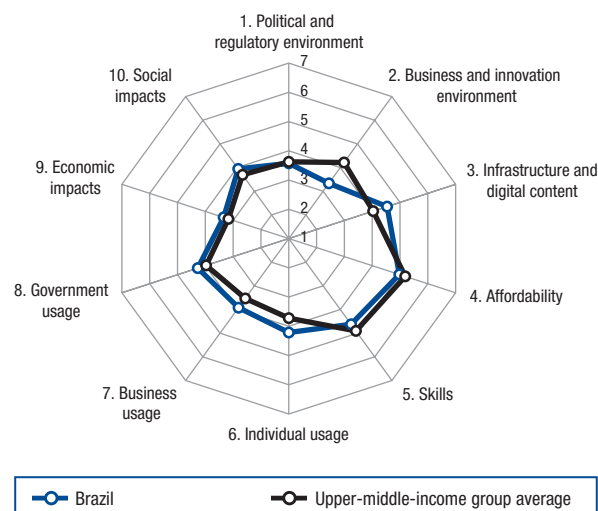 1. Political and
regulatory environment
2. Business and innovation
environment
3. Infrastructure and
digital content
4. Affordability
5. Skills
6. Individual usage
7. Business
usage
8. Government
usage
9. Economic
impacts
10. Social
impacts
7
6
5
4
3
2
1
Brazil
Upper-middle-income group average